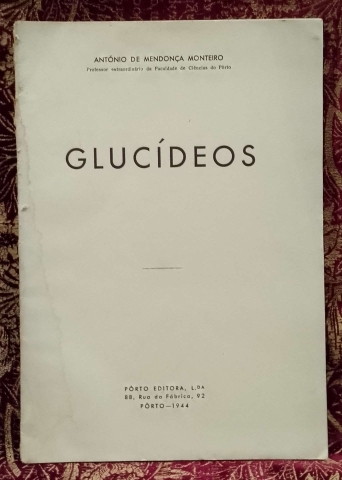 ANTÓNIO DE MENDONÇA MONTEIRO
Professor extraordinário da Faculdade de Ciências do Pôrto
GLUCÍDEOS
PÔRTO EDITORA, L.DA
88, Rua da Fábrica, 92
PÔRTO—1944